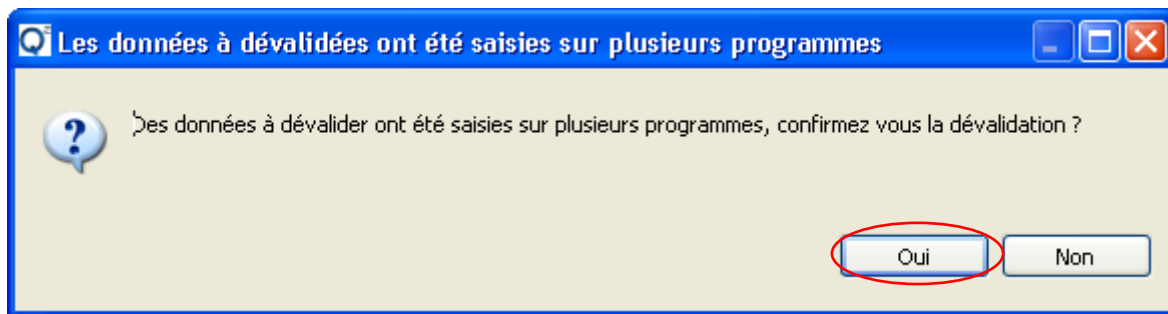 Les données à dévalidées ont été saisies sur plusieurs programmes
Des données à dévalider ont été saisies sur plusieurs programmes, confirmez vous la dévalidation ?
Oui
Non